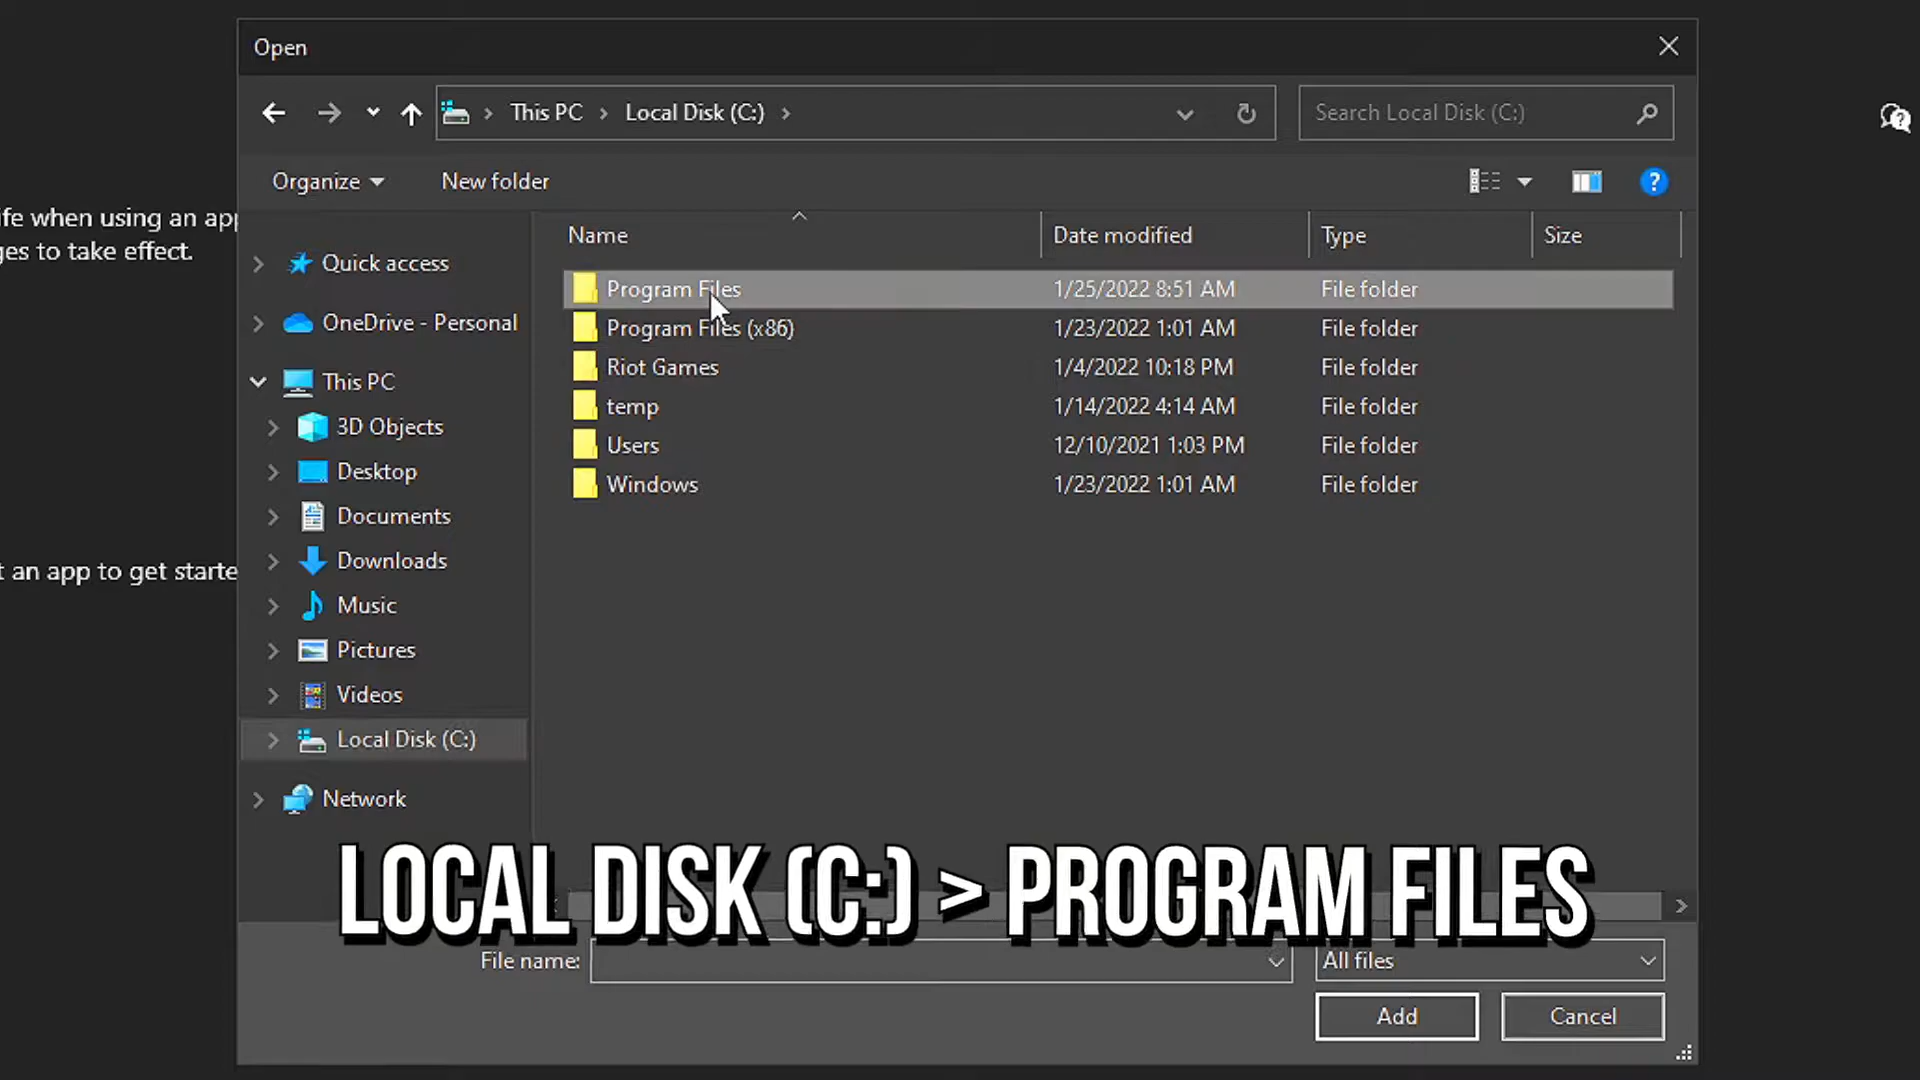 Open
This PC
Local Disk (C:)
Search Local Disk (C:)
Organize
New folder
ife when using an app
ges to take effect.
t an app to get starte
Quick access
OneDrive - Personal
This PC
3D Objects
Desktop
Documents
Downloads
Music
Pictures
Videos
Local Disk (C:)
Network
Name Date modified Type Size
Program Files 1/25/2022 8:51 AM File folder
Program Files (x86) 1/23/2022 1:01 AM File folder
Riot Games 1/4/2022 10:18 PM File folder
temp 1/14/2022 4:14 AM File folder
Users 12/10/2021 1:03 PM File folder
Windows 1/23/2022 1:01 AM File folder
LOCAL DISK (C:) > PROGRAM FILES
File name:
All files
Add
Cancel